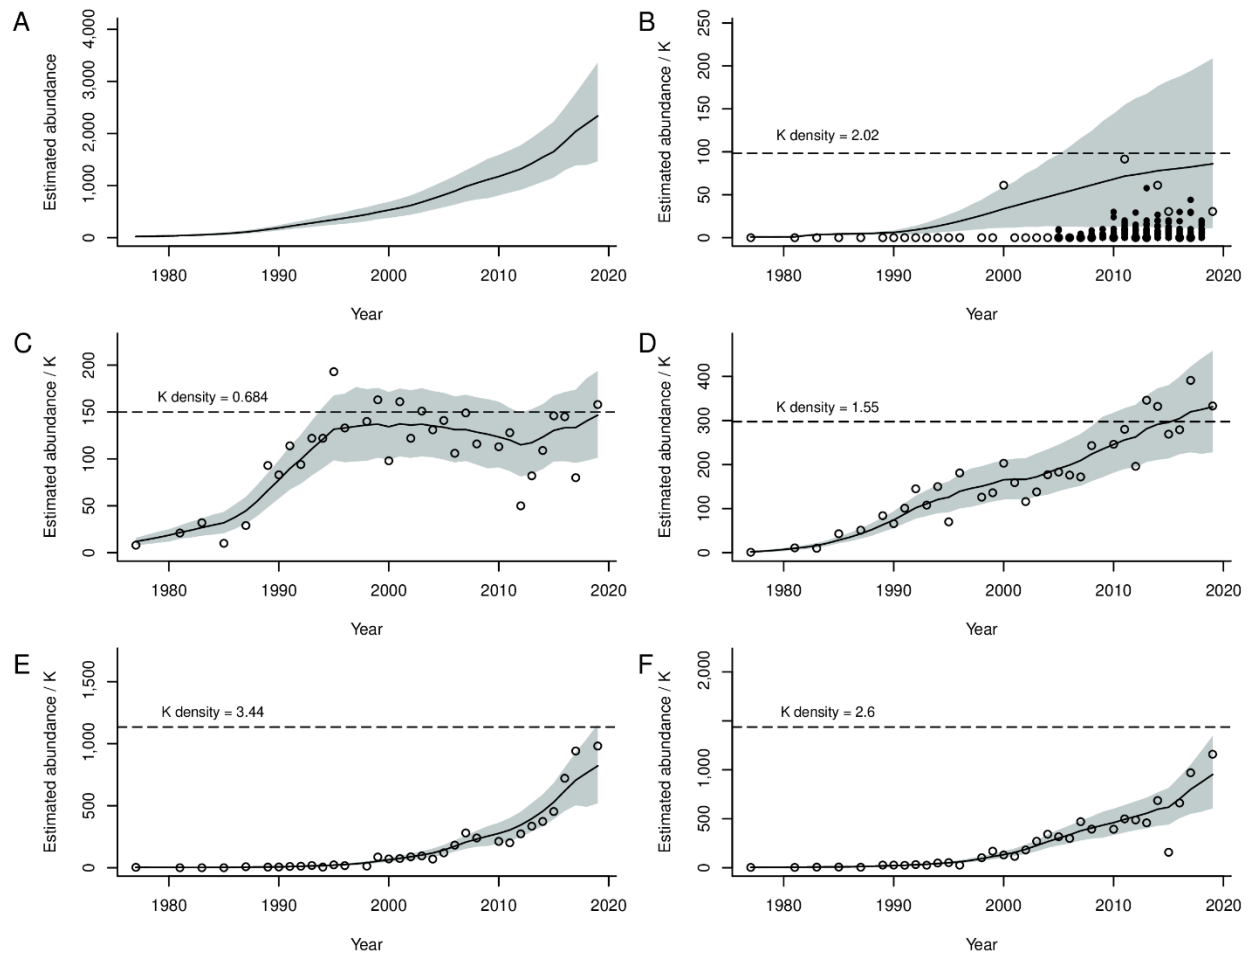 A
Estimated abundance
4,000
3,000
2,000
1,000
0
1980 1990 2000 2010 2020
Year
B
Estimated abundance / K
250
200
150
100
50
0
K density = 2.02
1980 1990 2000 2010 2020
Year
C
Estimated abundance / K
200
150
100
50
0
K density = 0.684
1980 1990 2000 2010 2020
Year
D
Estimated abundance / K
400
300
200
100
0
K density = 1.55
1980 1990 2000 2010 2020
Year
E
Estimated abundance / K
1,500
1,000
500
0
K density = 3.44
1980 1990 2000 2010 2020
Year
F
Estimated abundance / K
2,000
1,000
500
0
K density = 2.6
1980 1990 2000 2010 2020
Year